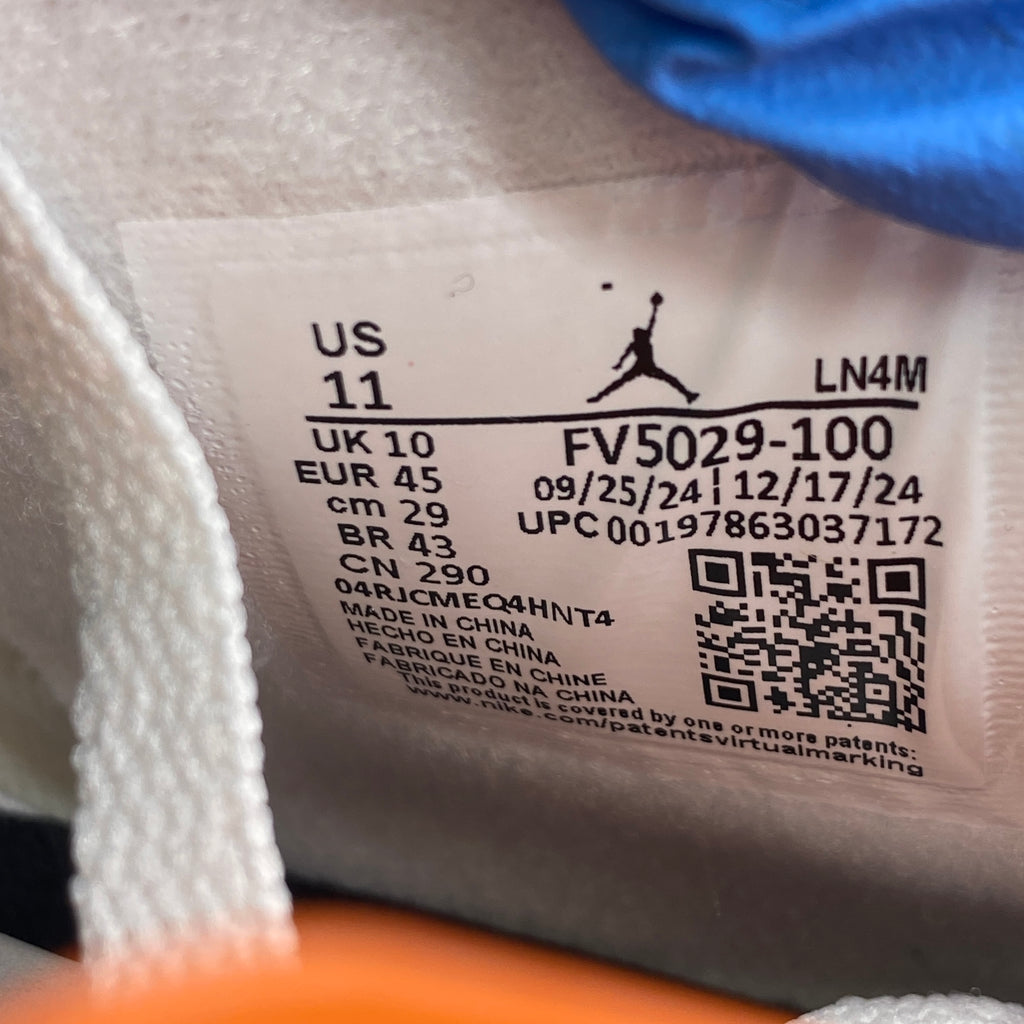 US
11
LN4M
UK 10
EUR 45
cm 29
BR 43
CN 290
FV5029-100
09/25/24 | 12/17/24
UPC 00197863037172
04RJCMEQ4HNT4
MADE IN CHINA
HECHO EN CHINA
FABRIQUE EN CHINE
FABRICADO NA CHINA
This product is covered by one or more patents:
www.nike.com/patentsvirtualmarking